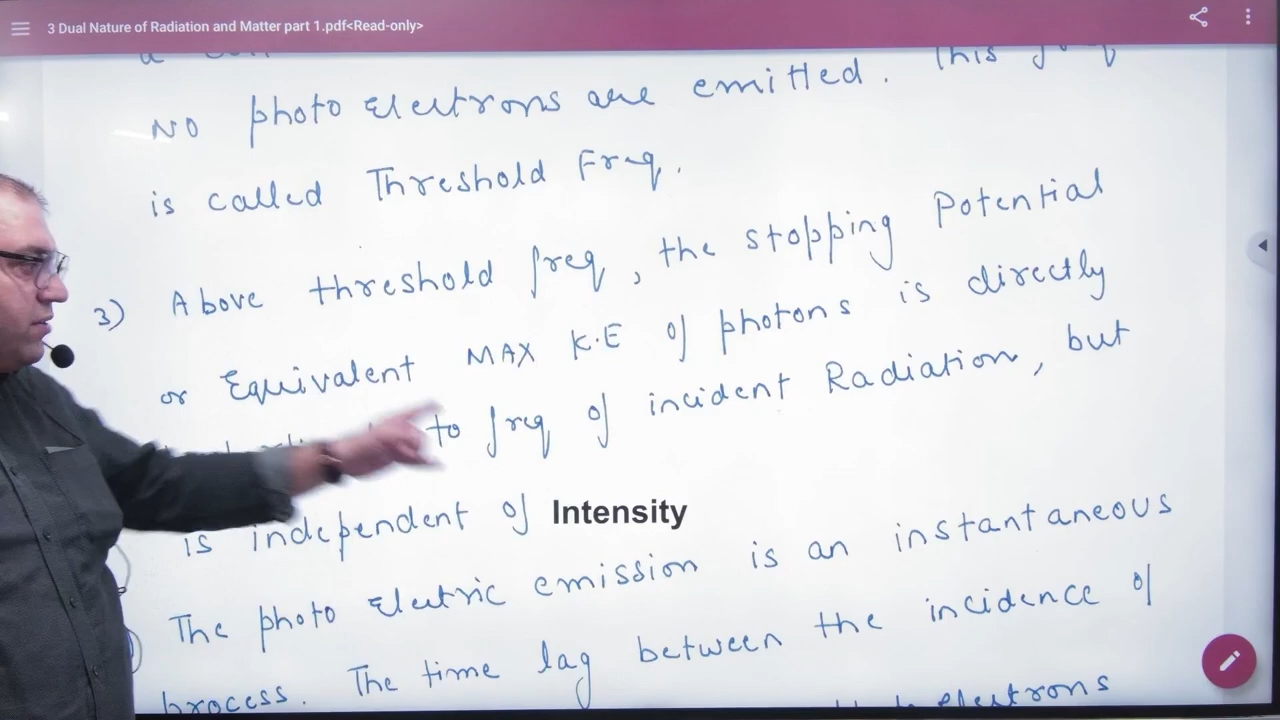 3 Dual Nature of Radiation and Matter part 1.pdf<Read-only>
This
No photo Electrons are emitted.
is called Threshold Freq.
3) Above threshold freq, the stopping Potential
or Equivalent MAX K.E of photons is directly
to freq of incident Radiation, but
is independent of Intensity
The photo Electric emission is an instantaneous
process. The time lag between the incidence of
electrons